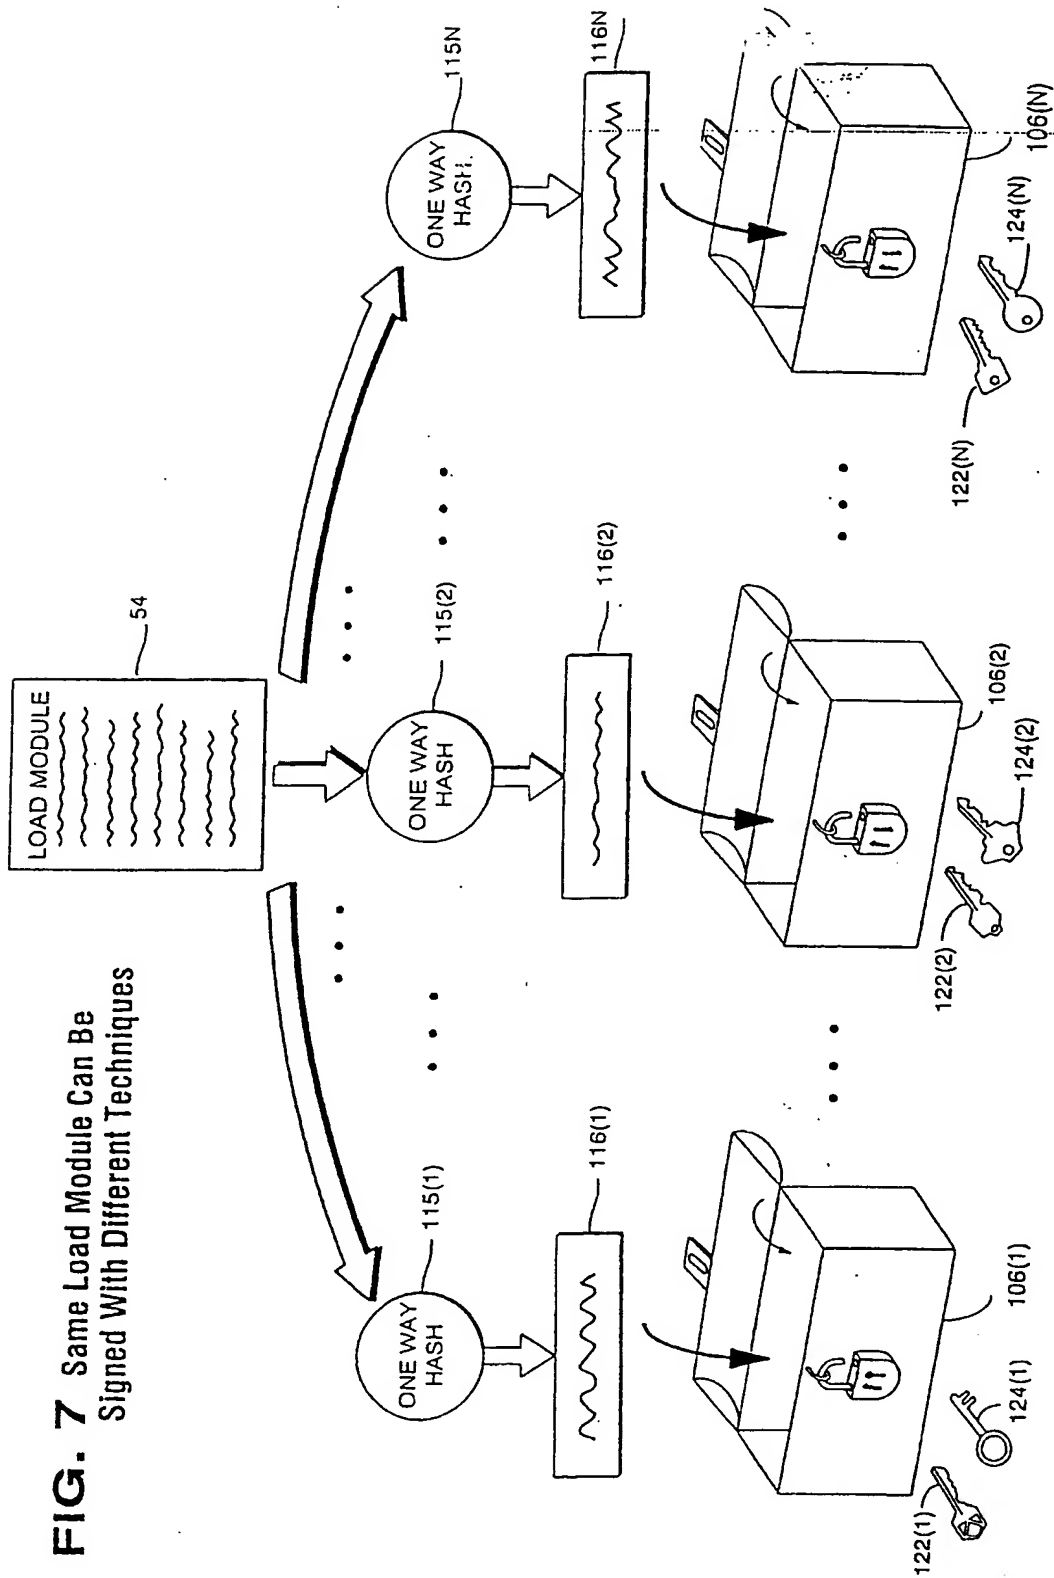 FIG. 7 Same Load Module Can Be
Signed With Different Techniques
LOAD MODULE
54
ONE WAY
HASH
115(1)
ONE WAY
HASH
115(2)
ONE WAY
HASH.
115N
116(1)
116(2)
116N
106(1)
122(1)
124(1)
106(2)
122(2)
124(2)
106(N)
122(N)
124(N)